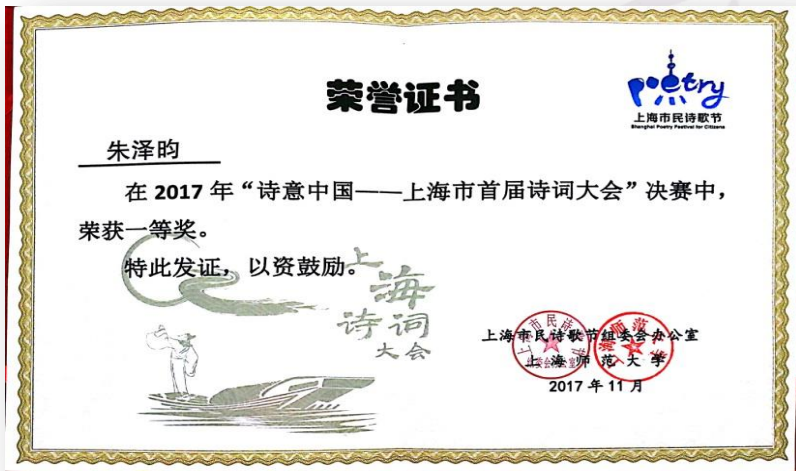 荣誉证书
poetry
上海市民诗歌节
Shanghai Poetry Festival for Citizens
朱泽昀
在 2017 年“诗意中国——上海市首届诗词大会”决赛中，
荣获一等奖。
特此发证，以资鼓励。
上海
诗词
大会
上海市民诗歌节组委会办公室
上海师范大学
2017 年 11 月